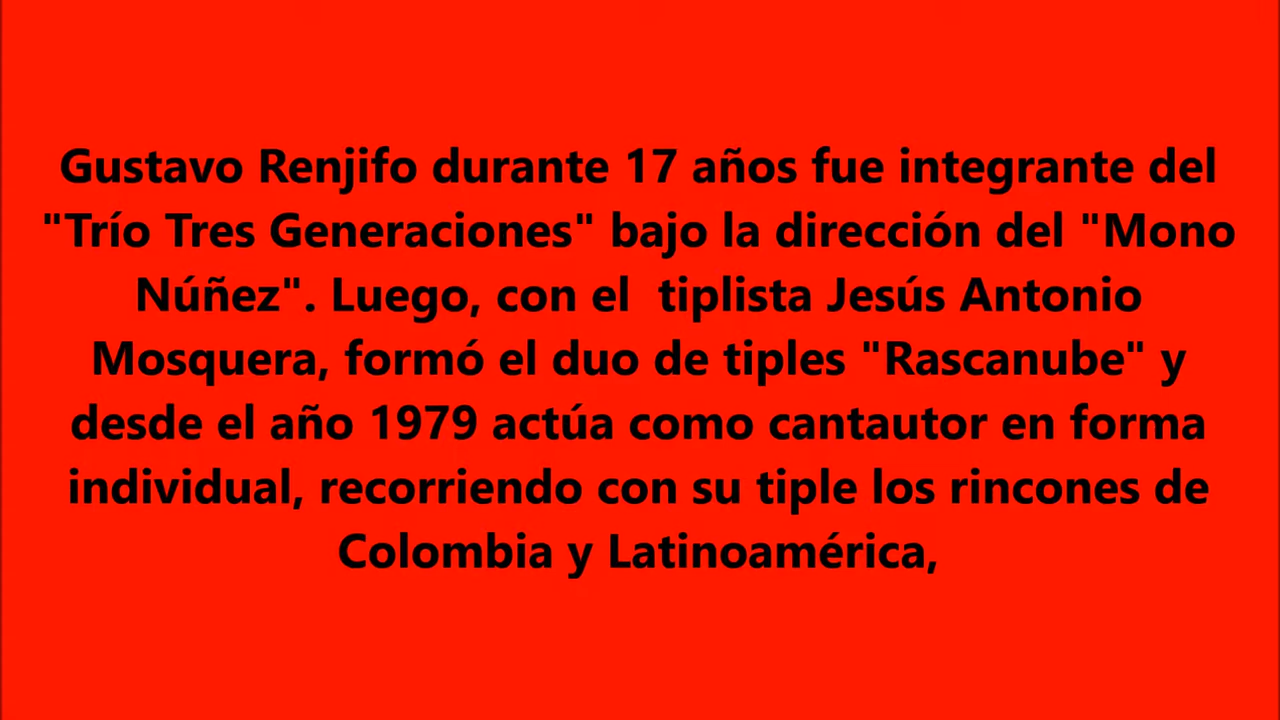 Gustavo Renjifo durante 17 años fue integrante del
"Trío Tres Generaciones" bajo la dirección del "Mono
Núñez". Luego, con el  tiplista Jesús Antonio
Mosquera, formó el duo de tiples "Rascanube" y
desde el año 1979 actúa como cantautor en forma
individual, recorriendo con su tiple los rincones de
Colombia y Latinoamérica,